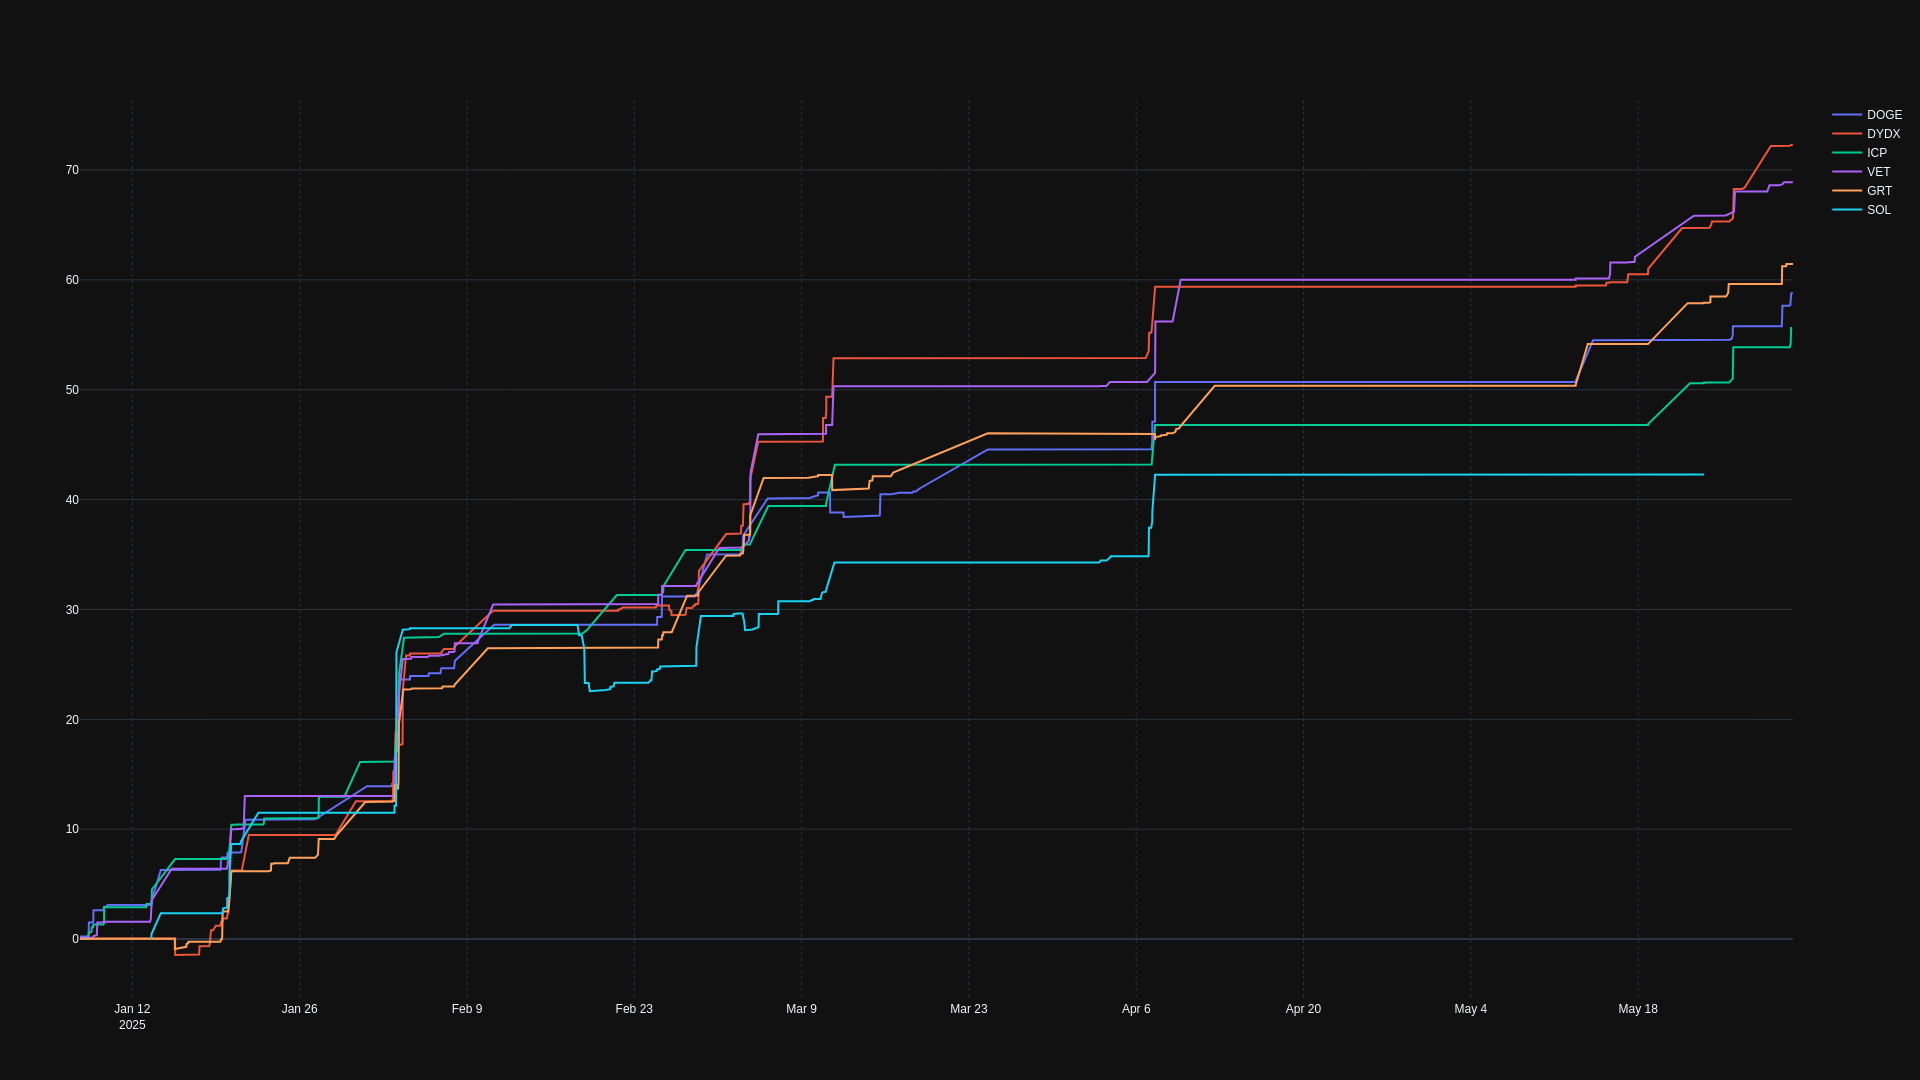 DOGE
DYDX
ICP
VET
GRT
SOL
70
60
50
40
30
20
10
0
Jan 12 Jan 26 Feb 9 Feb 23 Mar 9 Mar 23 Apr 6 Apr 20 May 4 May 18
2025